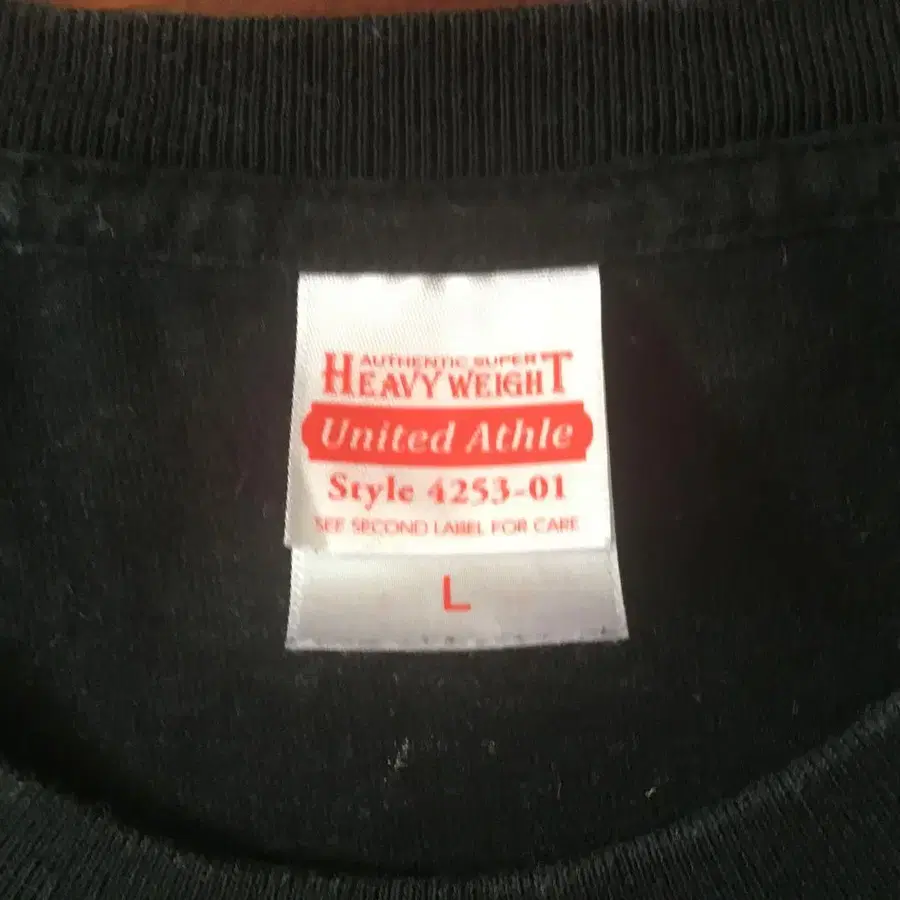 AUTHENTIC SUPER
HEAVY WEIGHT
United Athle
Style 4253-01
SEE SECOND LABEL FOR CARE
L